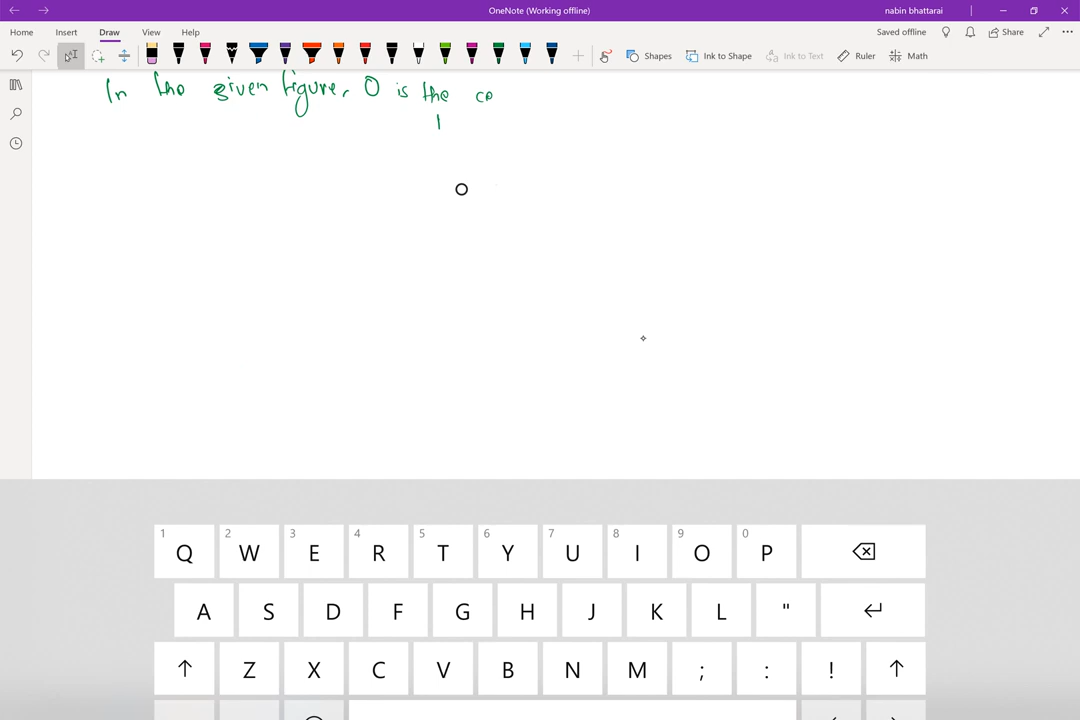 OneNote (Working offline)
nabin bhattarai
Home Insert Draw View Help
Saved offline
Share
Shapes
Ink to Shape
Ink to Text
Ruler
Math
In the given figure, O is the ce
1 2 3 4 5 6 7 8 9 0
Q W E R T Y U I O P
A S D F G H J K L "
Z X C V B N M ; : !